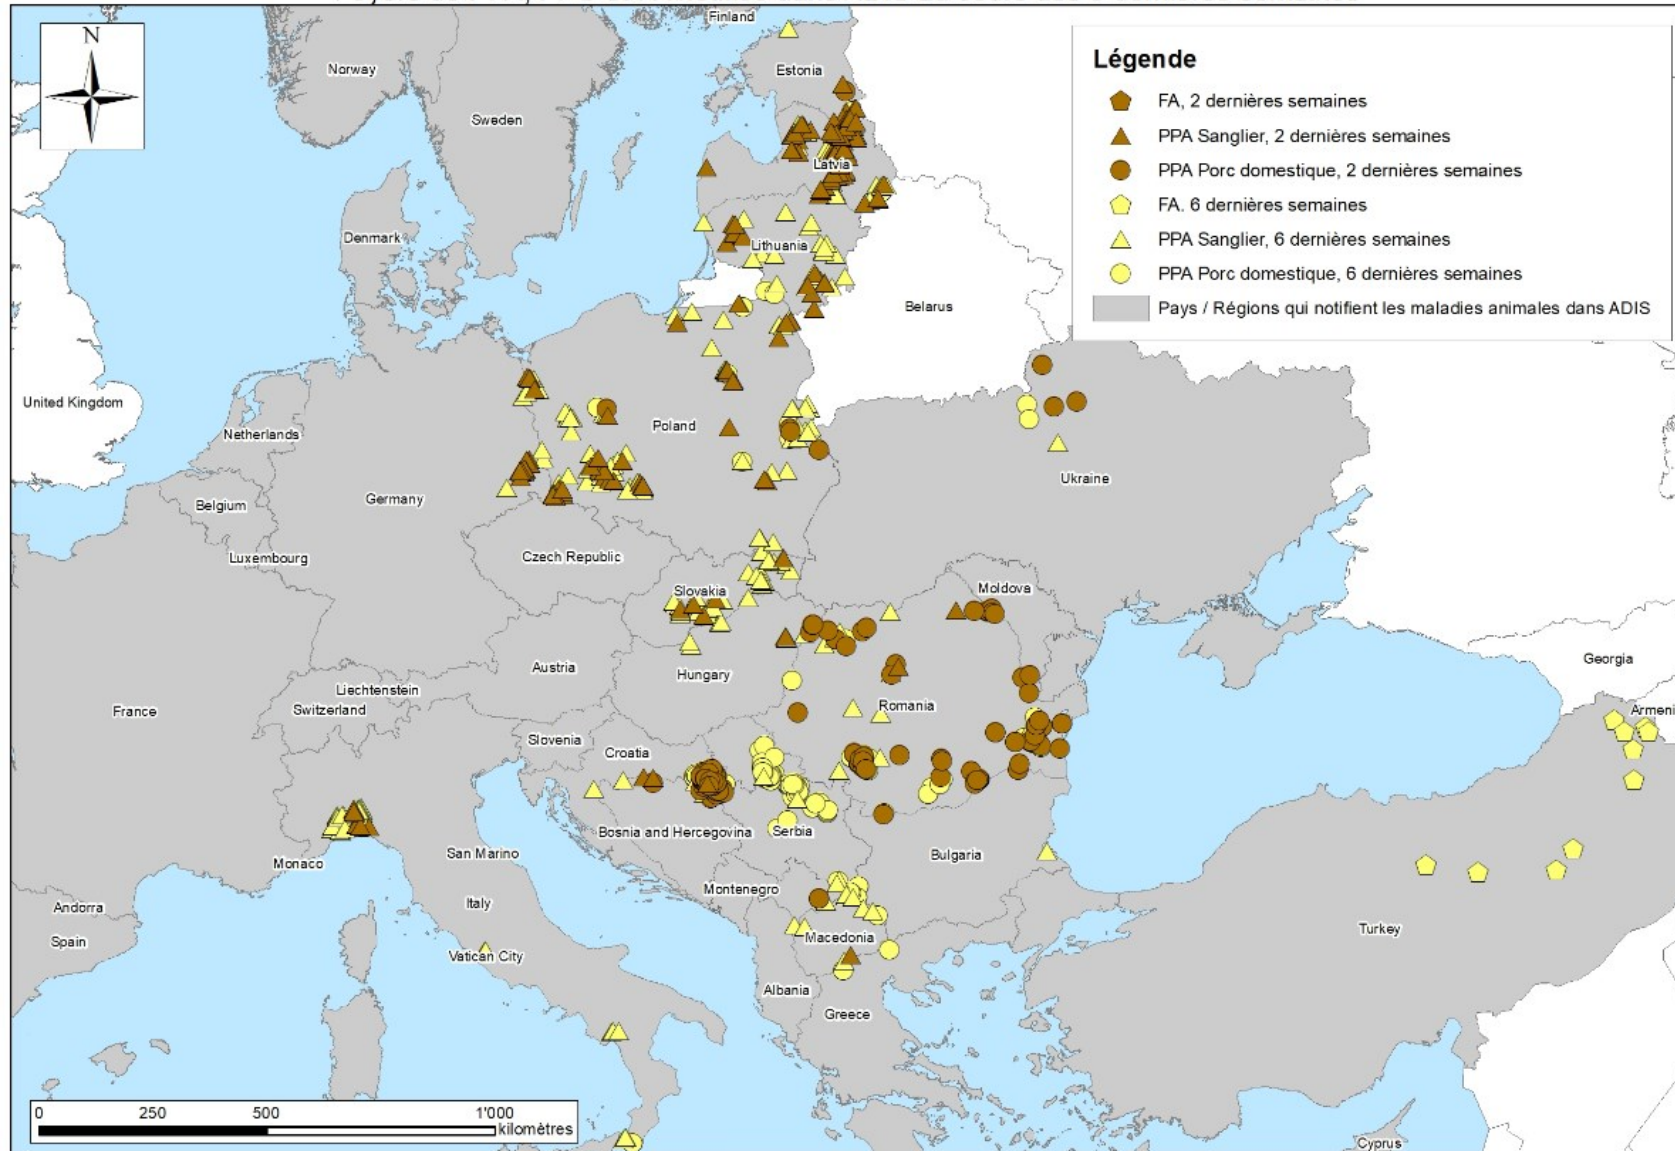 N
Légende
FA, 2 dernières semaines
PPA Sanglier, 2 dernières semaines
PPA Porc domestique, 2 dernières semaines
FA. 6 dernières semaines
PPA Sanglier, 6 dernières semaines
PPA Porc domestique, 6 dernières semaines
Pays / Régions qui notifient les maladies animales dans ADIS
Finland
Norway
Estonia
Sweden
Latvia
Denmark
Lithuania
Belarus
United Kingdom
Netherlands
Poland
Ukraine
Germany
Belgium
Luxembourg
Czech Republic
Slovakia
Moldova
Austria
Hungary
Georgia
Liechtenstein
Switzerland
France
Romania
Armeni
Slovenia
Croatia
Bosnia and Hercegovina
Serbia
San Marino
Bulgaria
Monaco
Montenegro
Italy
Andorra
Spain
Turkey
Macedonia
Vatican City
Albania
Greece
Cyprus
0 250 500 1'000
kilomètres